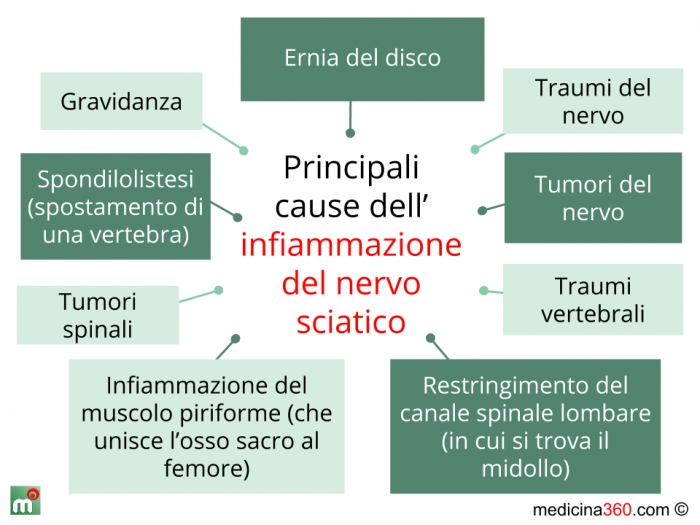 Ernia del disco
Gravidanza
Traumi del
nervo
Principali
cause dell’
infiammazione
del nervo
sciatico
Spondilolistesi
(spostamento di
una vertebra)
Tumori del
nervo
Tumori
spinali
Traumi
vertebrali
Infiammazione del
muscolo piriforme (che
unisce l’osso sacro al
femore)
Restringimento del
canale spinale lombare
(in cui si trova il
midollo)
m
medicina360.com ©